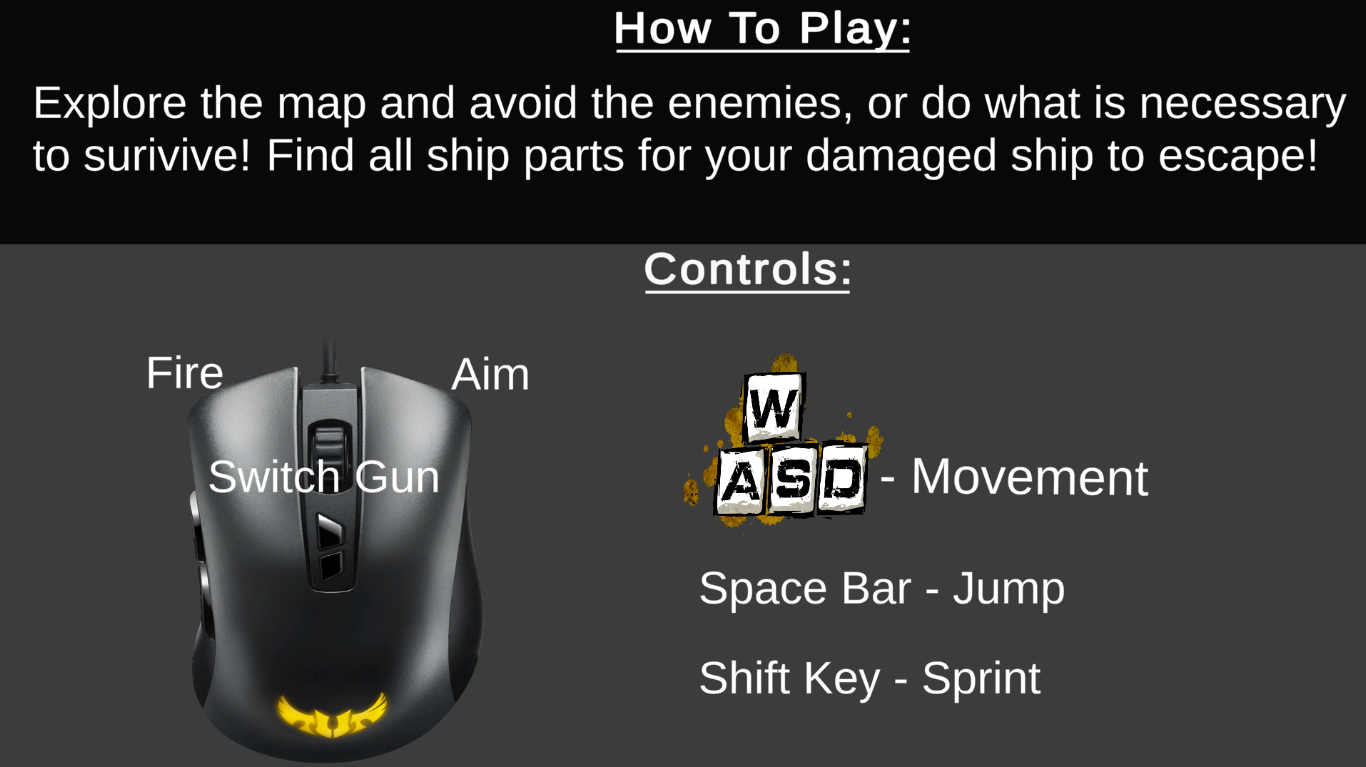 How To Play:
Explore the map and avoid the enemies, or do what is necessary
to surivive! Find all ship parts for your damaged ship to escape!
Controls:
Fire
Aim
Switch Gun
W
ASD - Movement
Space Bar - Jump
Shift Key - Sprint